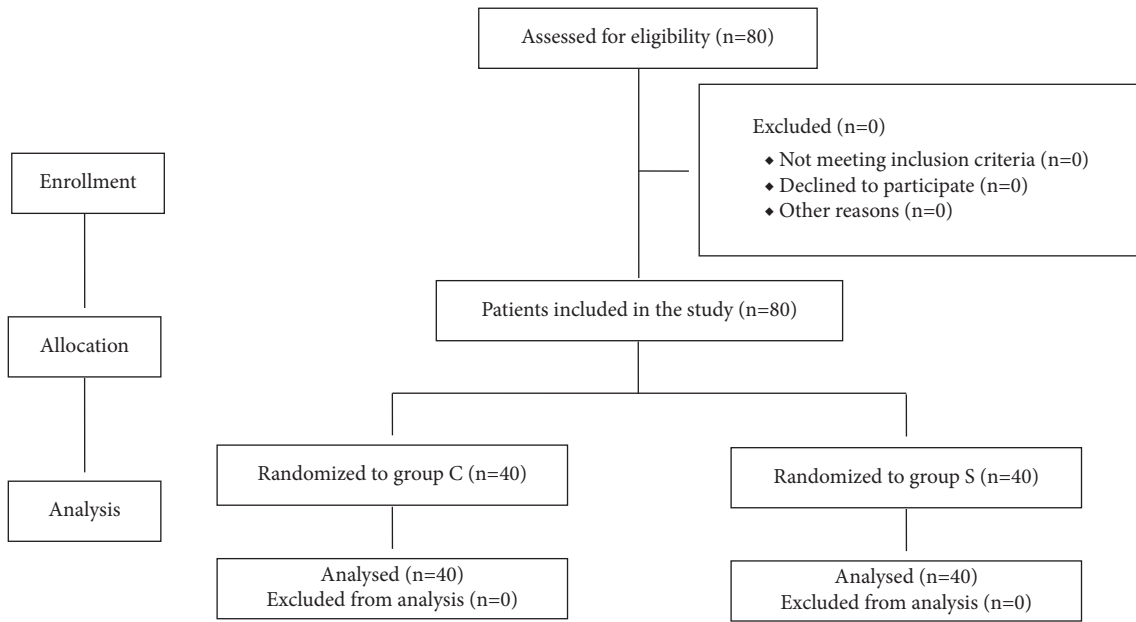 Assessed for eligibility (n=80)
Excluded (n=0)
◆ Not meeting inclusion criteria (n=0)
◆ Declined to participate (n=0)
◆ Other reasons (n=0)
Enrollment
Patients included in the study (n=80)
Allocation
Randomized to group C (n=40)
Randomized to group S (n=40)
Analysis
Analysed (n=40)
Excluded from analysis (n=0)
Analysed (n=40)
Excluded from analysis (n=0)